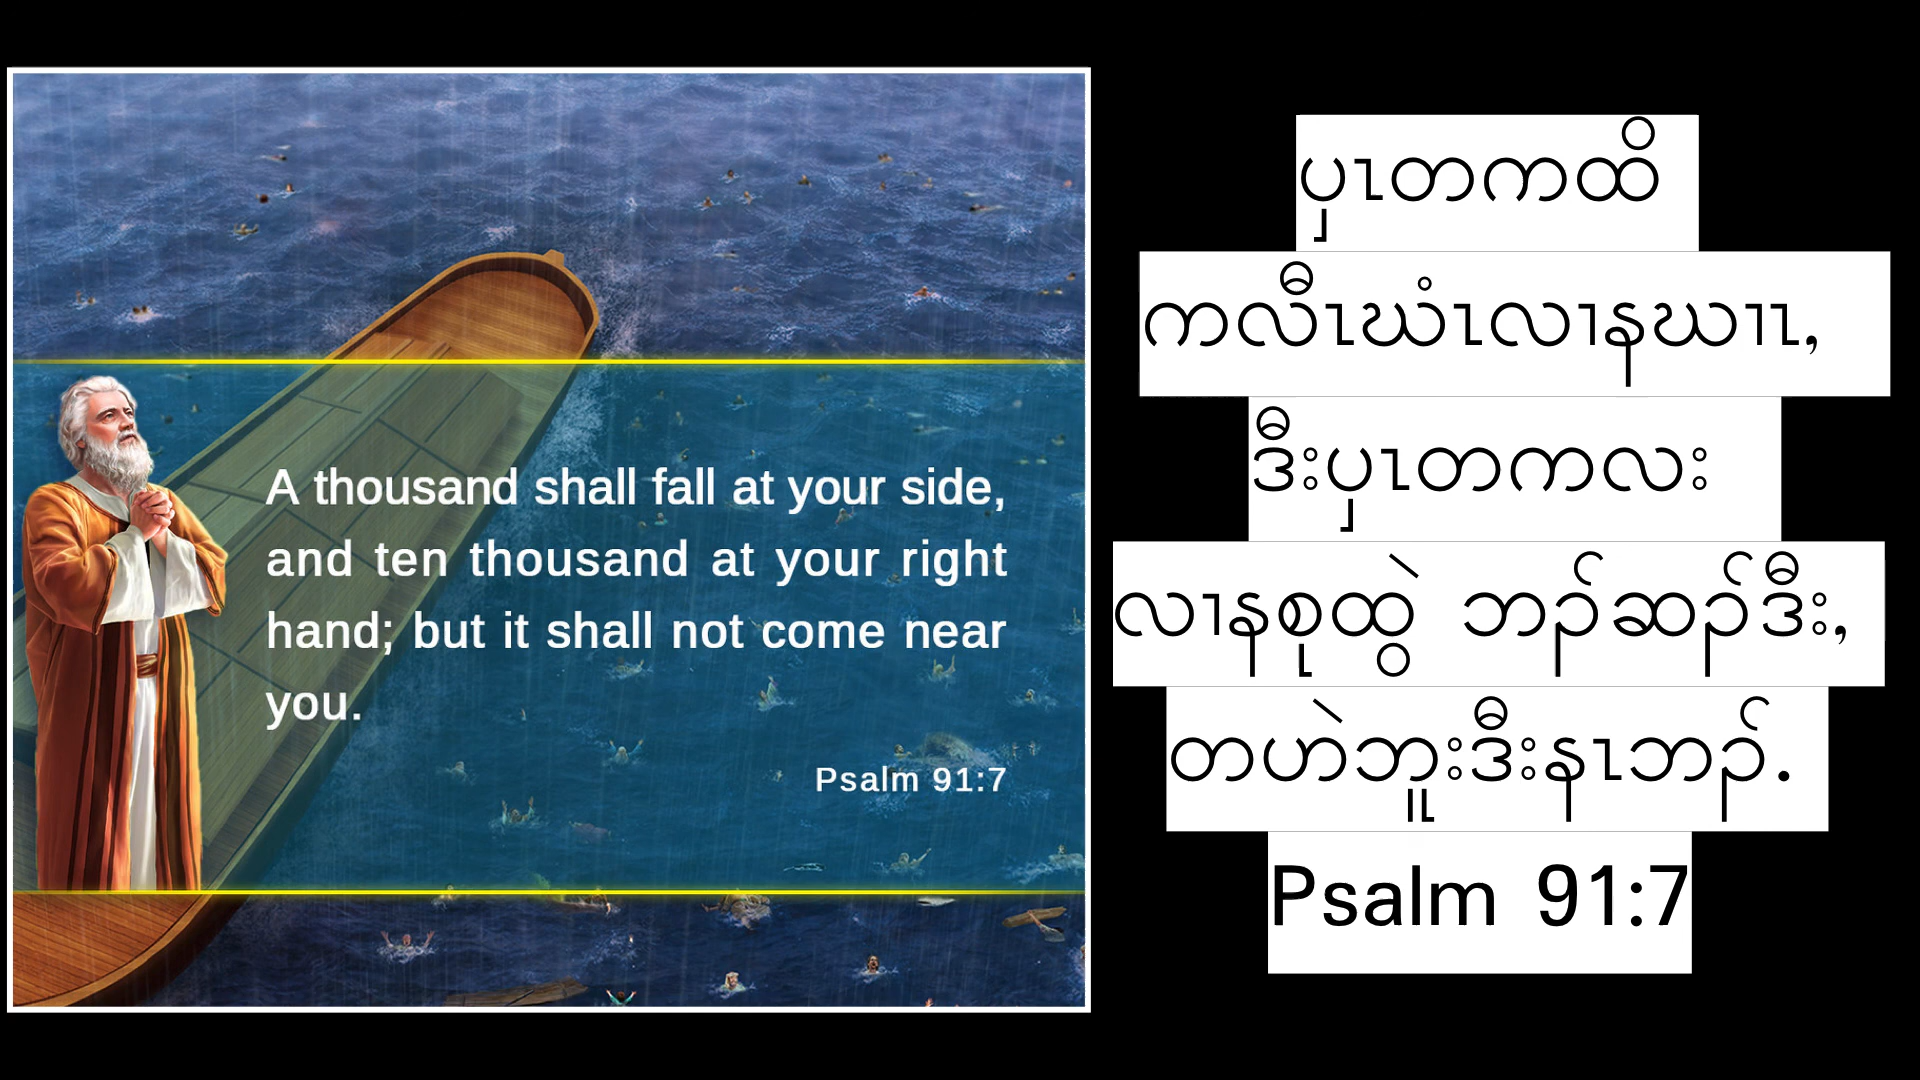 A thousand shall fall at your side,
and ten thousand at your right
hand; but it shall not come near
you.
Psalm 91:7
ပှၤတကထိ
ကလီၤဃံၤလၢနဃၢၤ,
ဒီးပှၤတကလး
လၢနစုထွဲ ဘၣ်ဆၣ်ဒီး,
တဟဲဘူးဒီးနၤဘၣ်.
Psalm 91:7